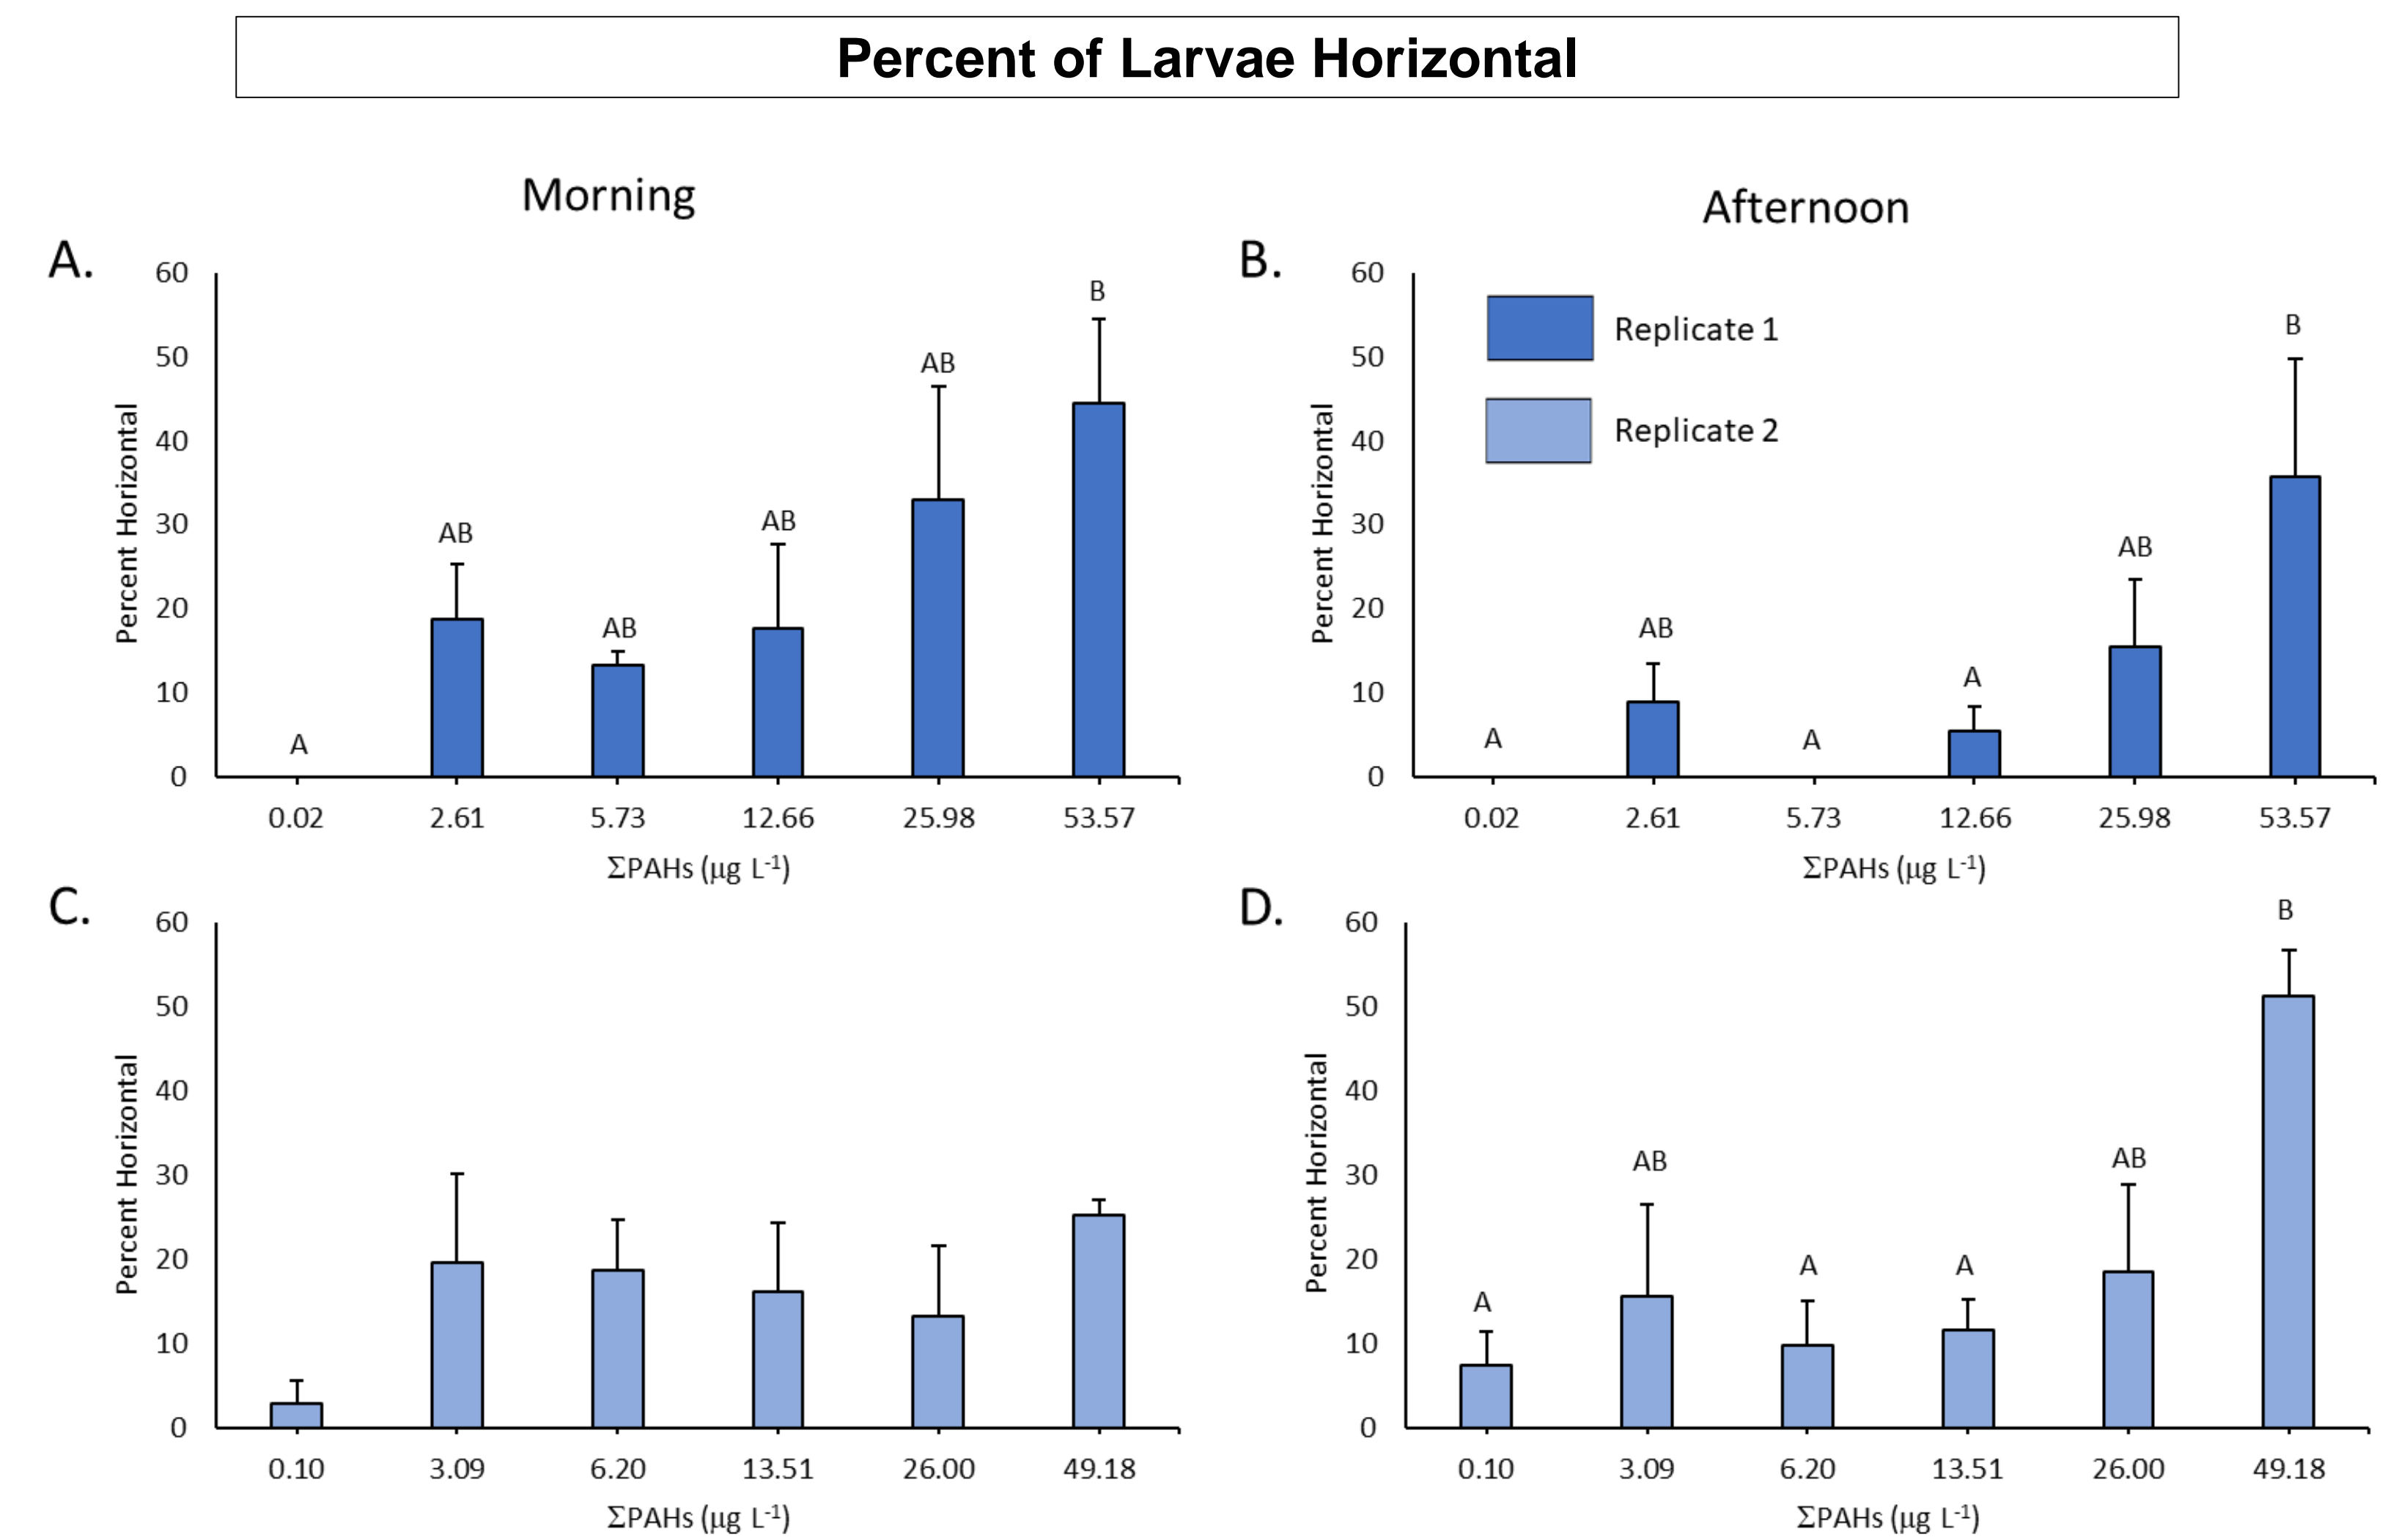 Percent of Larvae Horizontal
Morning
Afternoon
A.
Percent Horizontal
60
50
40
30
20
10
0
A
AB
AB
AB
AB
B
0.02 2.61 5.73 12.66 25.98 53.57
ΣPAHs (µg L-1)
B.
Percent Horizontal
60
50
40
30
20
10
0
Replicate 1
Replicate 2
A
AB
A
A
AB
B
0.02 2.61 5.73 12.66 25.98 53.57
ΣPAHs (µg L-1)
C.
Percent Horizontal
60
50
40
30
20
10
0
0.10 3.09 6.20 13.51 26.00 49.18
ΣPAHs (µg L-1)
D.
Percent Horizontal
60
50
40
30
20
10
0
A
AB
A
A
AB
B
0.10 3.09 6.20 13.51 26.00 49.18
ΣPAHs (µg L-1)